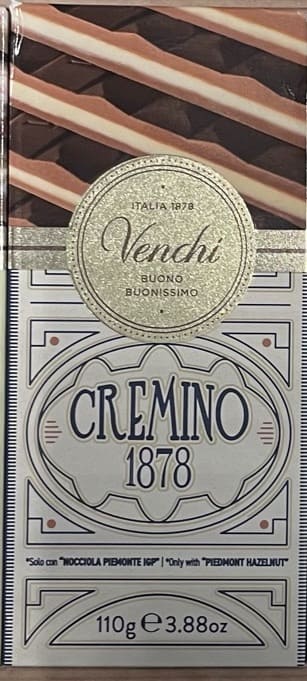 ITALIA 1878
Venchi
BUONO
BUONISSIMO
CREMINO
1878
*Solo con "NOCCIOLA PIEMONTE IGP" | *Only with "PIEDMONT HAZELNUT"
110g ℮ 3.88oz